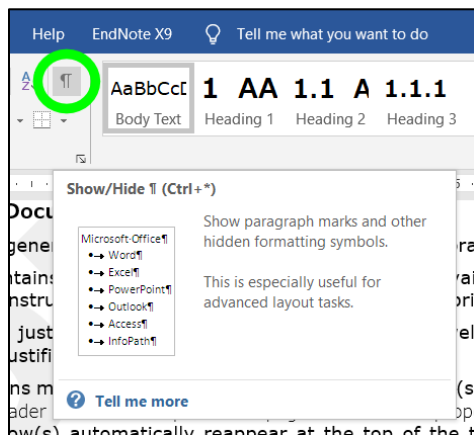 Help EndNote X9 Tell me what you want to do
¶ AaBbCcD 1 AA 1.1 A 1.1.1
Body Text Heading 1 Heading 2 Heading 3
Show/Hide ¶ (Ctrl+*)
Show paragraph marks and other
hidden formatting symbols.
This is especially useful for
advanced layout tasks.
Microsoft·Office¶
•→ Word¶
•→ Excel¶
•→ PowerPoint¶
•→ Outlook¶
•→ Access¶
•→ InfoPath¶
Tell me more
just
ow(s) automatically reappear at the top of the